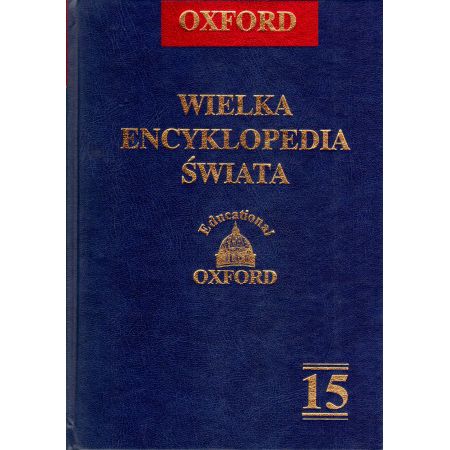 OXFORD
WIELKA
ENCYKLOPEDIA
ŚWIATA
Educational
OXFORD
15